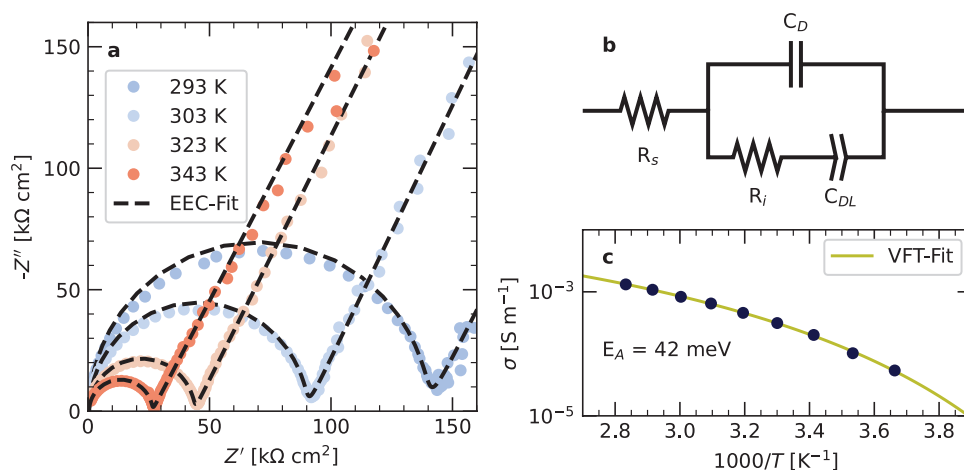 a
293 K
303 K
323 K
343 K
EEC-Fit
-Z″ [kΩ cm²]
150
100
50
0
0 50 100 150
Z′ [kΩ cm²]
b
C_D
R_s
R_i
C_DL
c
VFT-Fit
E_A = 42 meV
σ [S m⁻¹]
10⁻³
10⁻⁵
2.8 3.0 3.2 3.4 3.6 3.8
1000/T [K⁻¹]